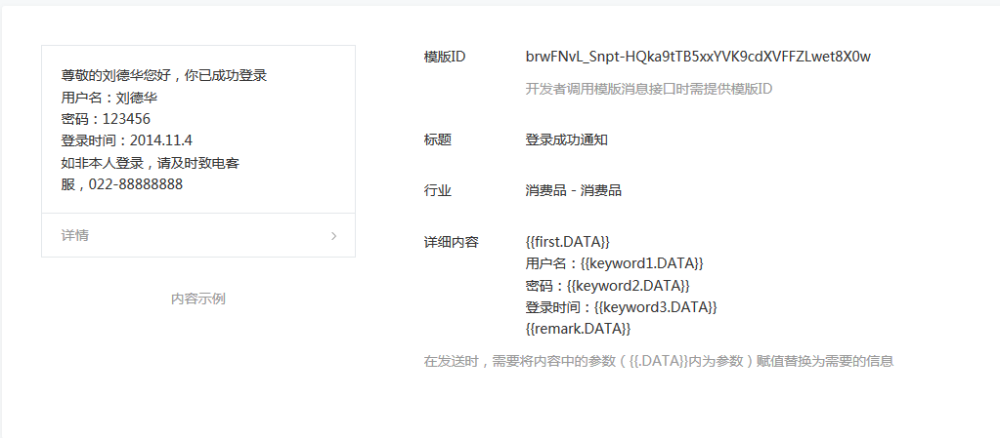 尊敬的刘德华您好，你已成功登录
用户名：刘德华
密码：123456
登录时间：2014.11.4
如非本人登录，请及时致电客
服，022-88888888
详情
内容示例
模版ID
brwFNvL_Snpt-HQka9tTB5xxYVK9cdXVFFZLwet8X0w
开发者调用模版消息接口时需提供模版ID
标题
登录成功通知
行业
消费品 - 消费品
详细内容
{{first.DATA}}
用户名：{{keyword1.DATA}}
密码：{{keyword2.DATA}}
登录时间：{{keyword3.DATA}}
{{remark.DATA}}
在发送时，需要将内容中的参数（{{.DATA}}内为参数）赋值替换为需要的信息